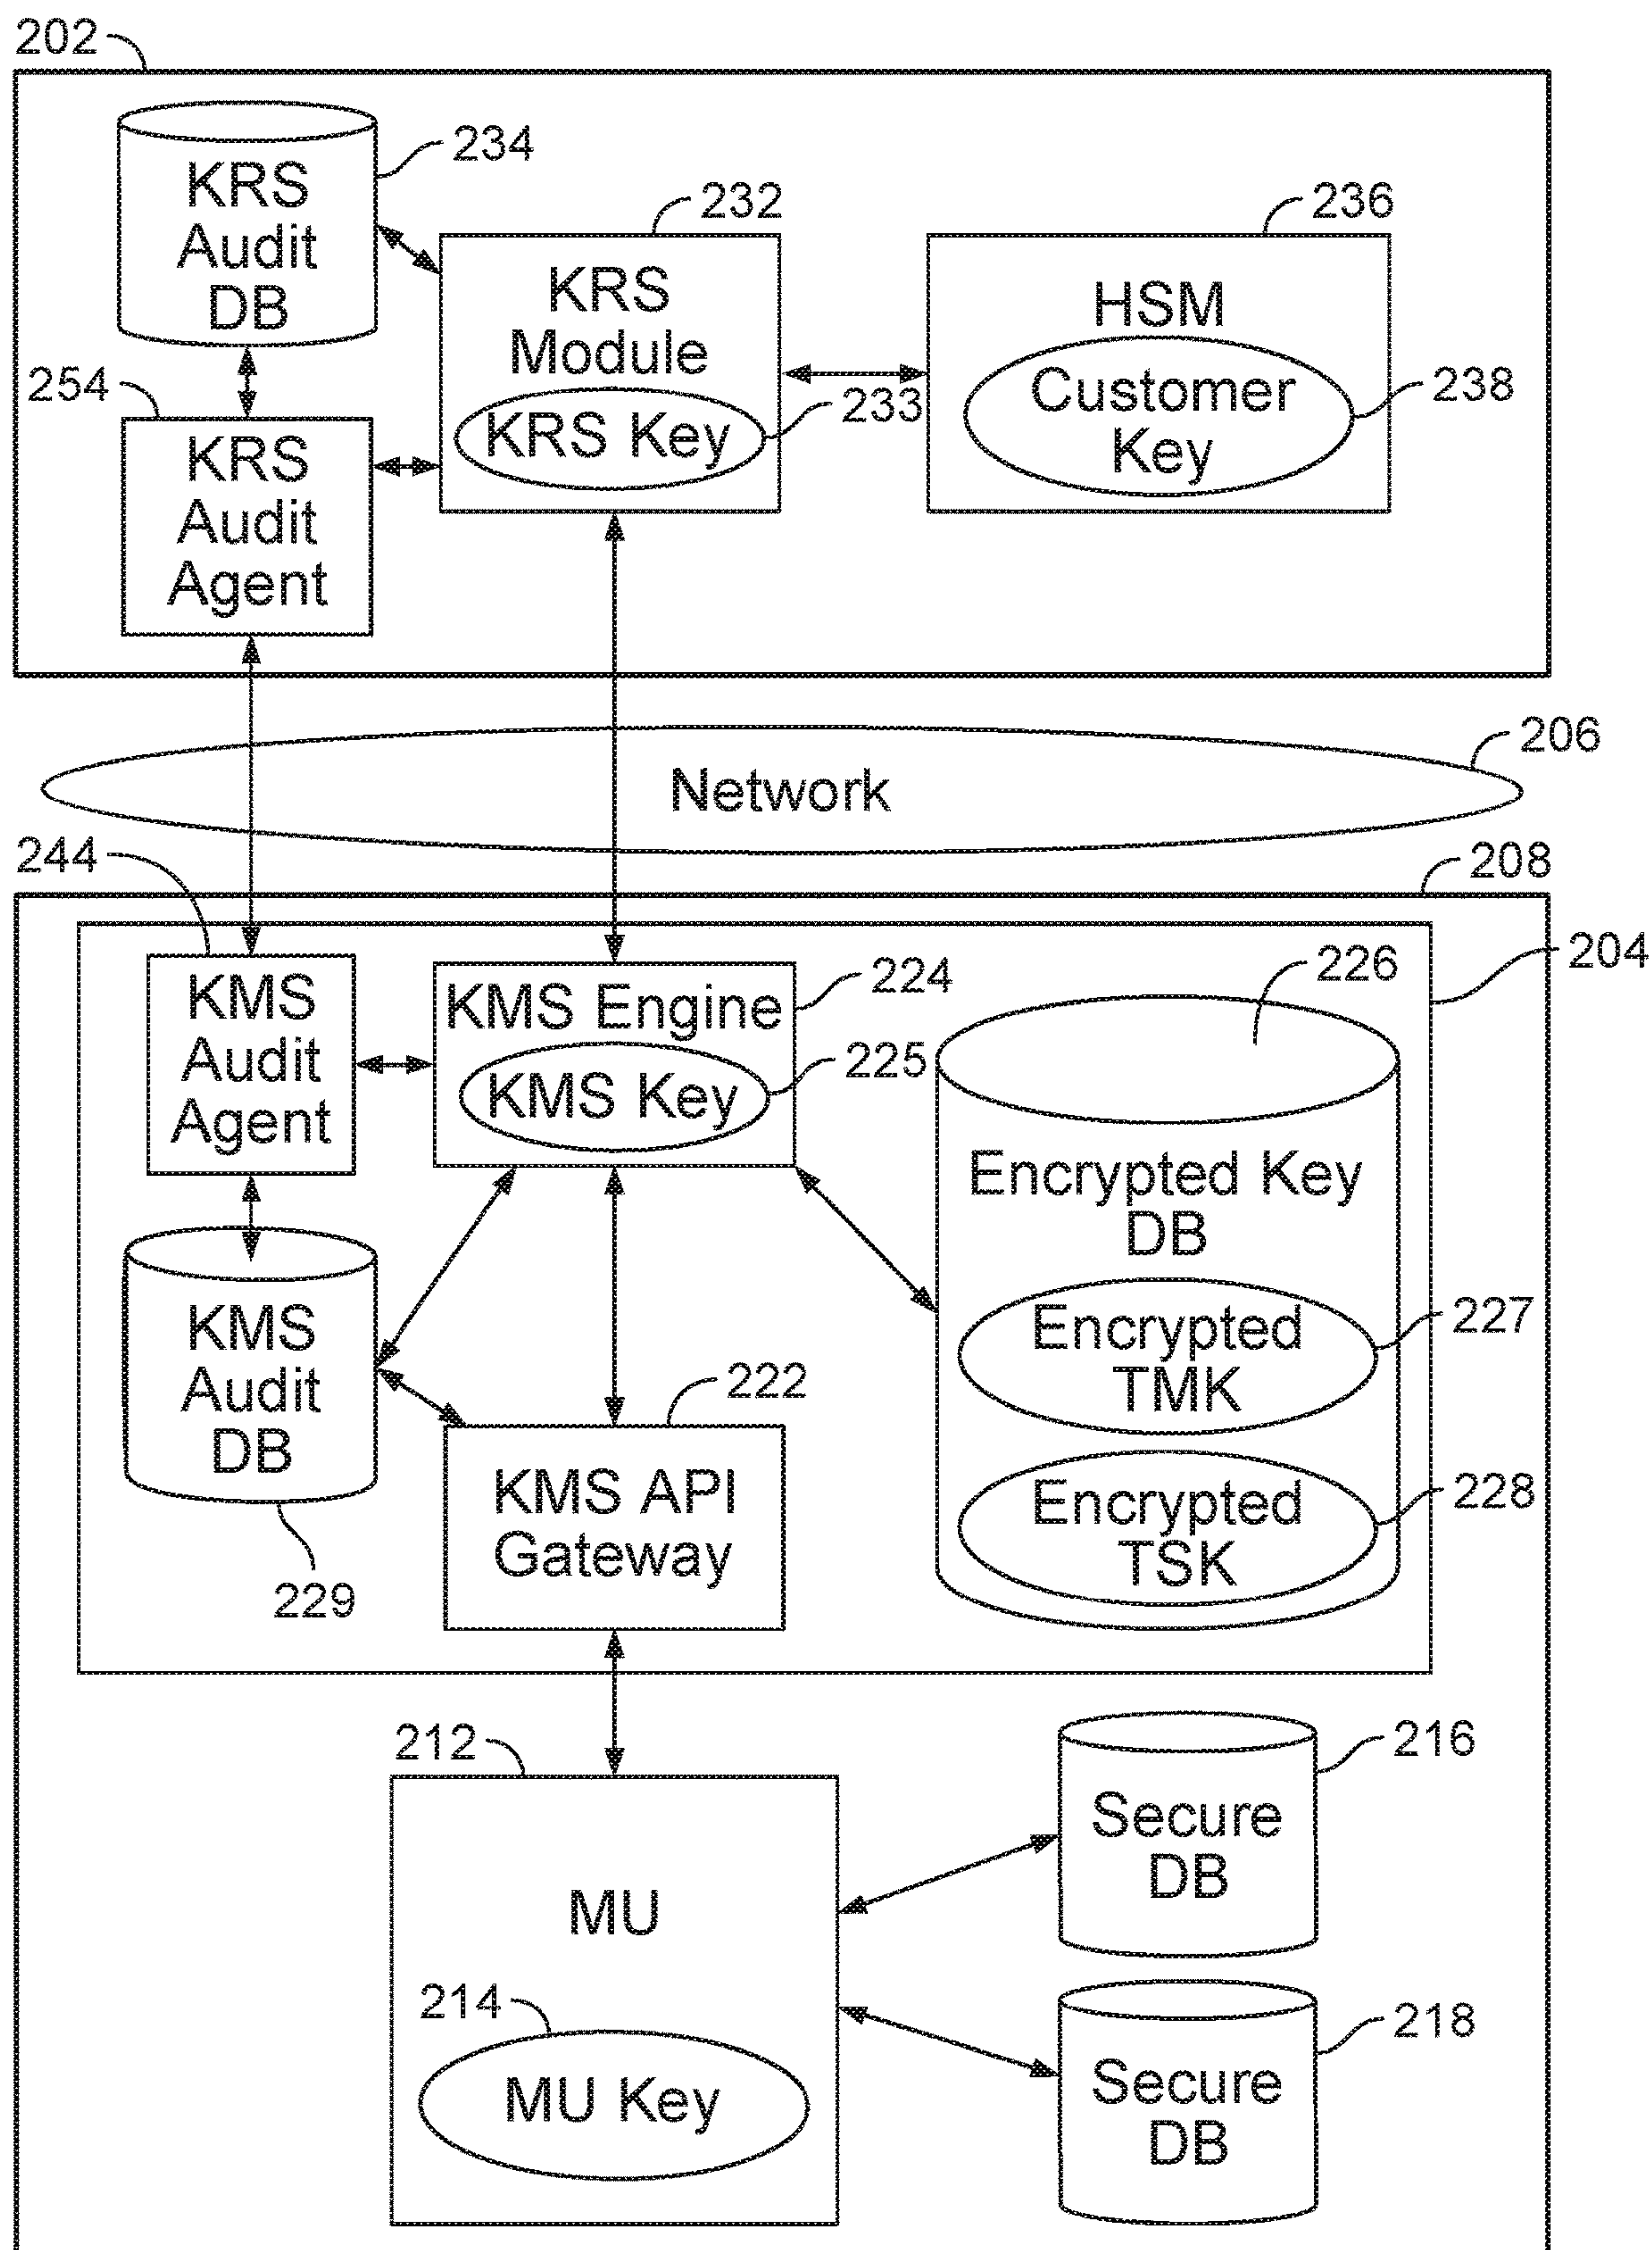 202
234
KRS
Audit
DB
232
KRS
Module
KRS Key
233
236
HSM
Customer
Key
238
254
KRS
Audit
Agent
206
Network
244
208
204
KMS
Audit
Agent
KMS Engine
224
KMS Key
225
226
Encrypted Key
DB
Encrypted
TMK
227
Encrypted
TSK
228
KMS
Audit
DB
229
222
KMS API
Gateway
212
MU
214
MU Key
216
Secure
DB
218
Secure
DB